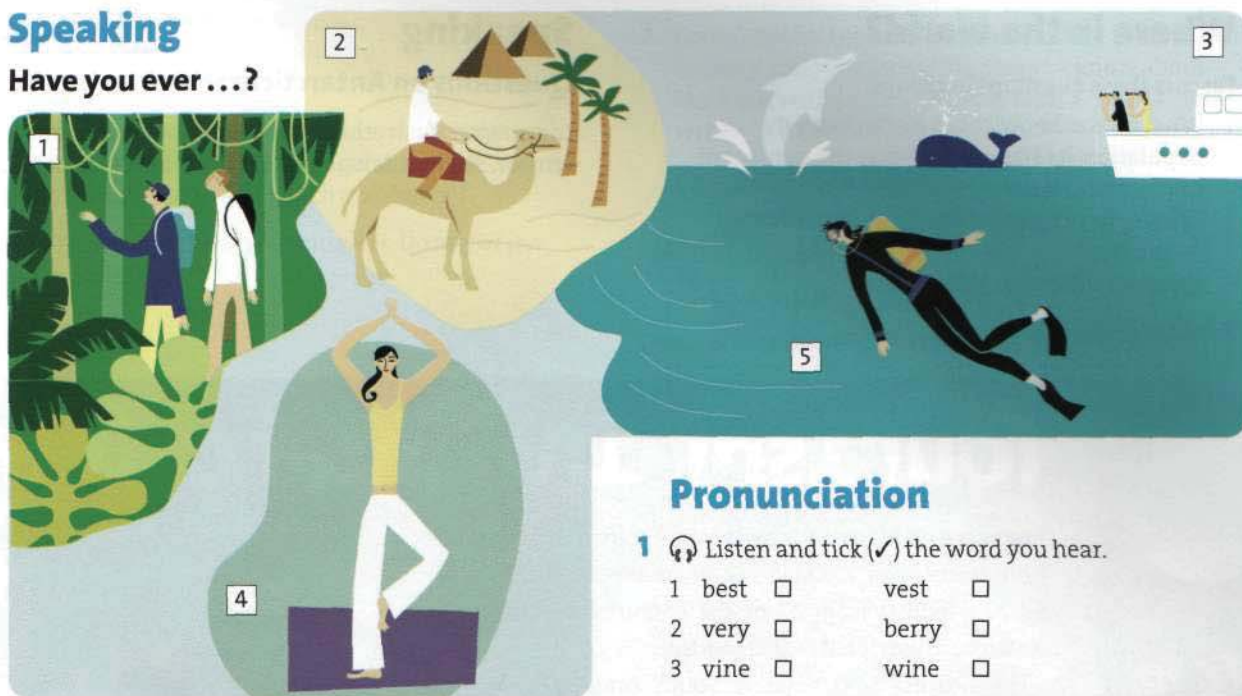 Speaking
Have you ever ...?
1
2
3
4
5
Pronunciation
1 Listen and tick (✓) the word you hear.
1 best □ vest □
2 very □ berry □
3 vine □ wine □